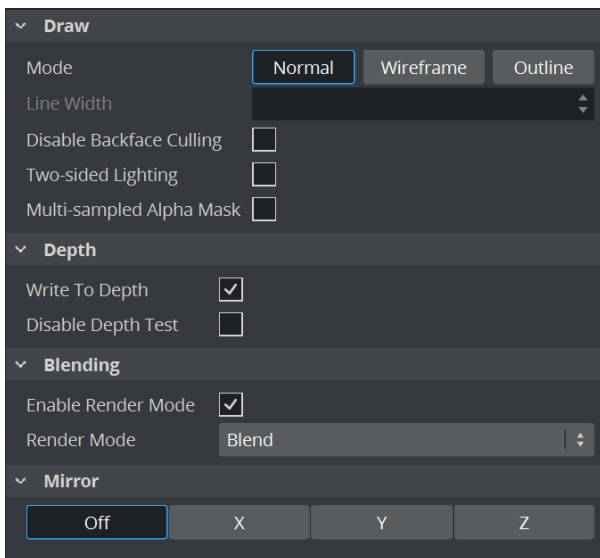 Draw
Mode Normal Wireframe Outline
Line Width
Disable Backface Culling
Two-sided Lighting
Multi-sampled Alpha Mask
Depth
Write To Depth
Disable Depth Test
Blending
Enable Render Mode
Render Mode Blend
Mirror
Off X Y Z